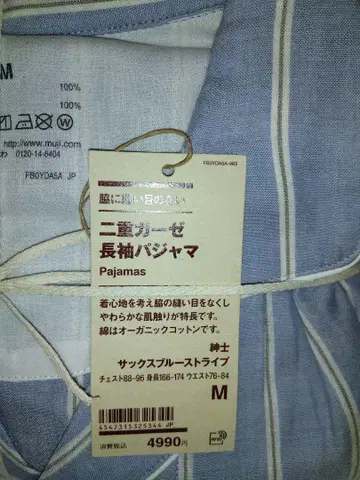 M
100%
100%
http://www.muji.com
わ 0120-14-6404
FB0YDA5A JP
脇に縫い目のない
二重ガーゼ
長袖パジャマ
Pajamas
着心地を考え脇の縫い目をなくし
やわらかな肌触りが特長です。
綿はオーガニックコットンです。
紳士
サックスブルーストライプ
チェスト88-96 身長166-174 ウエスト76-84
M
4547315325344 JP
消費税込 4990円